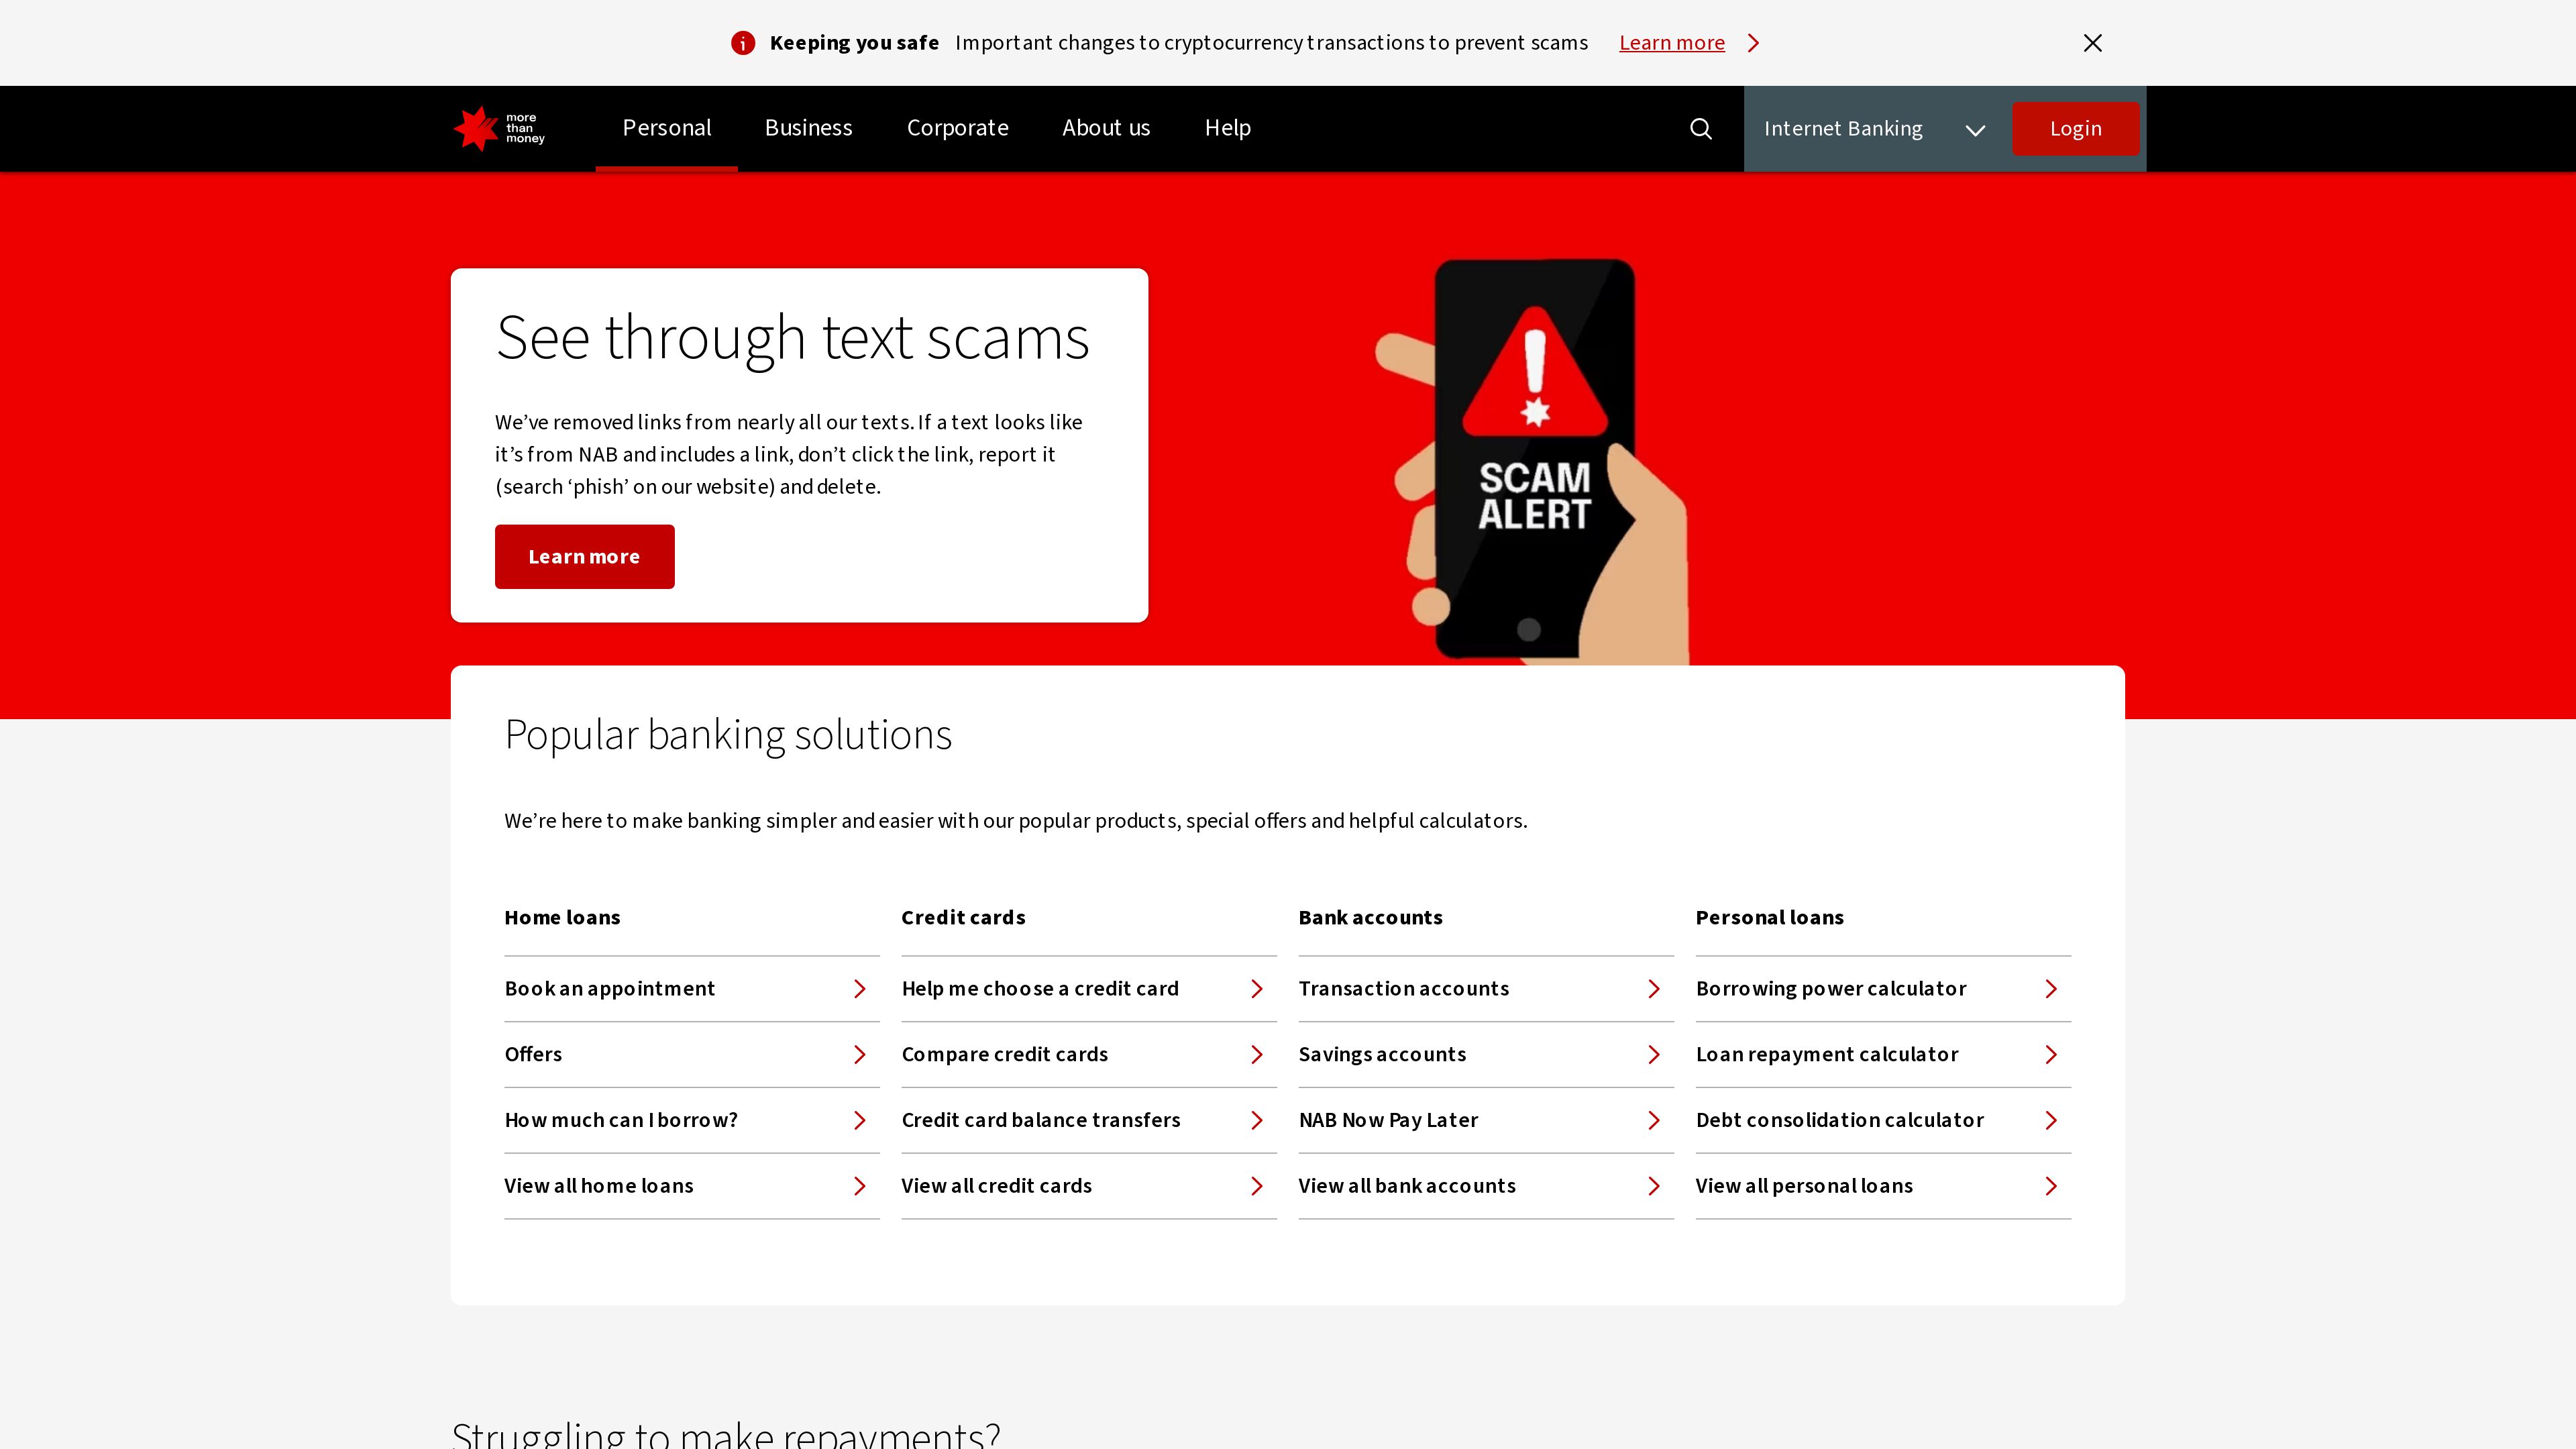 Keeping you safe Important changes to cryptocurrency transactions to prevent scams Learn more
more
than
money
Personal Business Corporate About us Help Internet Banking Login
See through text scams
We’ve removed links from nearly all our texts. If a text looks like
it’s from NAB and includes a link, don’t click the link, report it
(search ‘phish’ on our website) and delete.
Learn more
SCAM
ALERT
Popular banking solutions
We’re here to make banking simpler and easier with our popular products, special offers and helpful calculators.
Home loans
Book an appointment
Offers
How much can I borrow?
View all home loans
Credit cards
Help me choose a credit card
Compare credit cards
Credit card balance transfers
View all credit cards
Bank accounts
Transaction accounts
Savings accounts
NAB Now Pay Later
View all bank accounts
Personal loans
Borrowing power calculator
Loan repayment calculator
Debt consolidation calculator
View all personal loans
Struggling to make repayments?